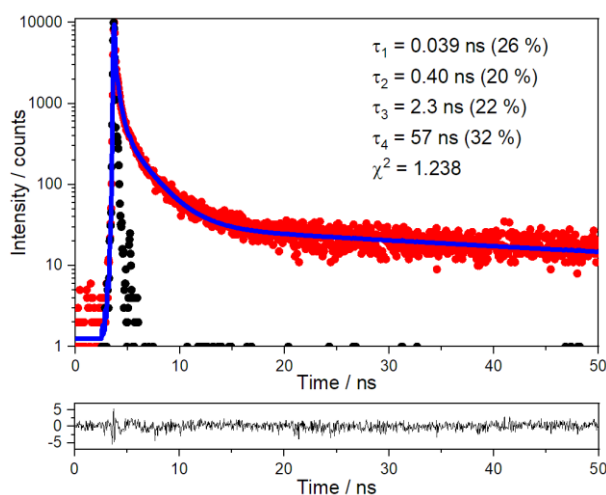 10000
1000
100
10
1
Intensity / counts
τ1 = 0.039 ns (26 %)
τ2 = 0.40 ns (20 %)
τ3 = 2.3 ns (22 %)
τ4 = 57 ns (32 %)
χ2 = 1.238
0 10 20 30 40 50
Time / ns
5
0
-5
0 10 20 30 40 50
Time / ns